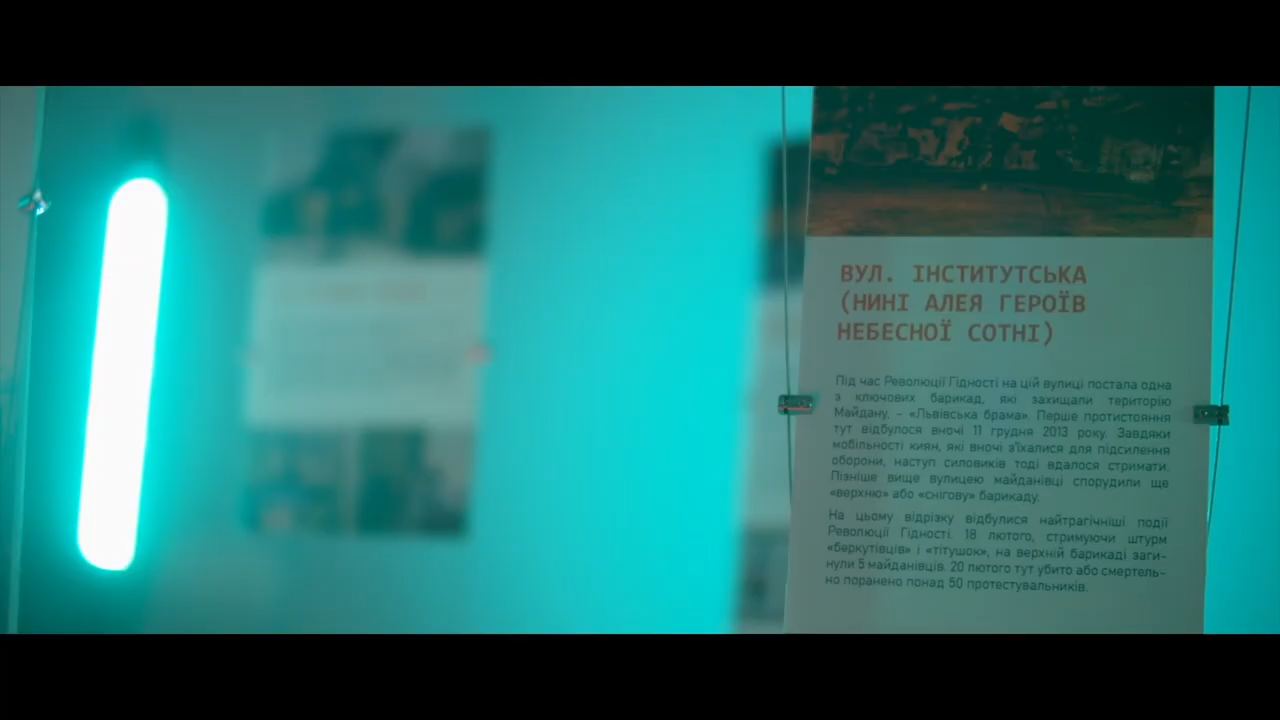 ВУЛ. ІНСТИТУТСЬКА
(НИНІ АЛЕЯ ГЕРОЇВ
НЕБЕСНОЇ СОТНІ)
Під час Революції Гідності на цій вулиці постала одна
з ключових барикад, які захищали територію
Майдану, – «Львівська брама». Перше протистояння
тут відбулося вночі 11 грудня 2013 року. Завдяки
мобільності киян, які вночі з'їхалися для підсилення
оборони, наступ силовиків тоді вдалося стримати.
Пізніше вище вулицею майданівці спорудили ще
«верхню» або «снігову» барикаду.
На цьому відрізку відбулися найтрагічніші події
Революції Гідності. 18 лютого, стримуючи штурм
«беркутівців» і «тітушок», на верхній барикаді заги-
нули 5 майданівців. 20 лютого тут убито або смертель-
но поранено понад 50 протестувальників.